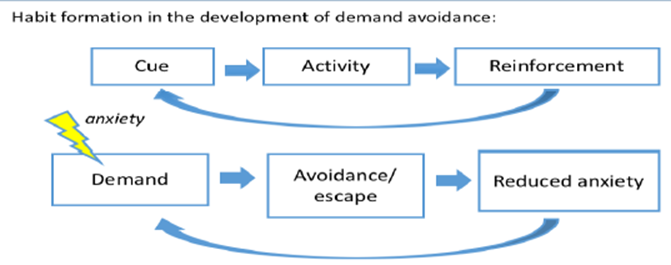 Habit formation in the development of demand avoidance:
Cue
Activity
Reinforcement
anxiety
Demand
Avoidance/
escape
Reduced anxiety